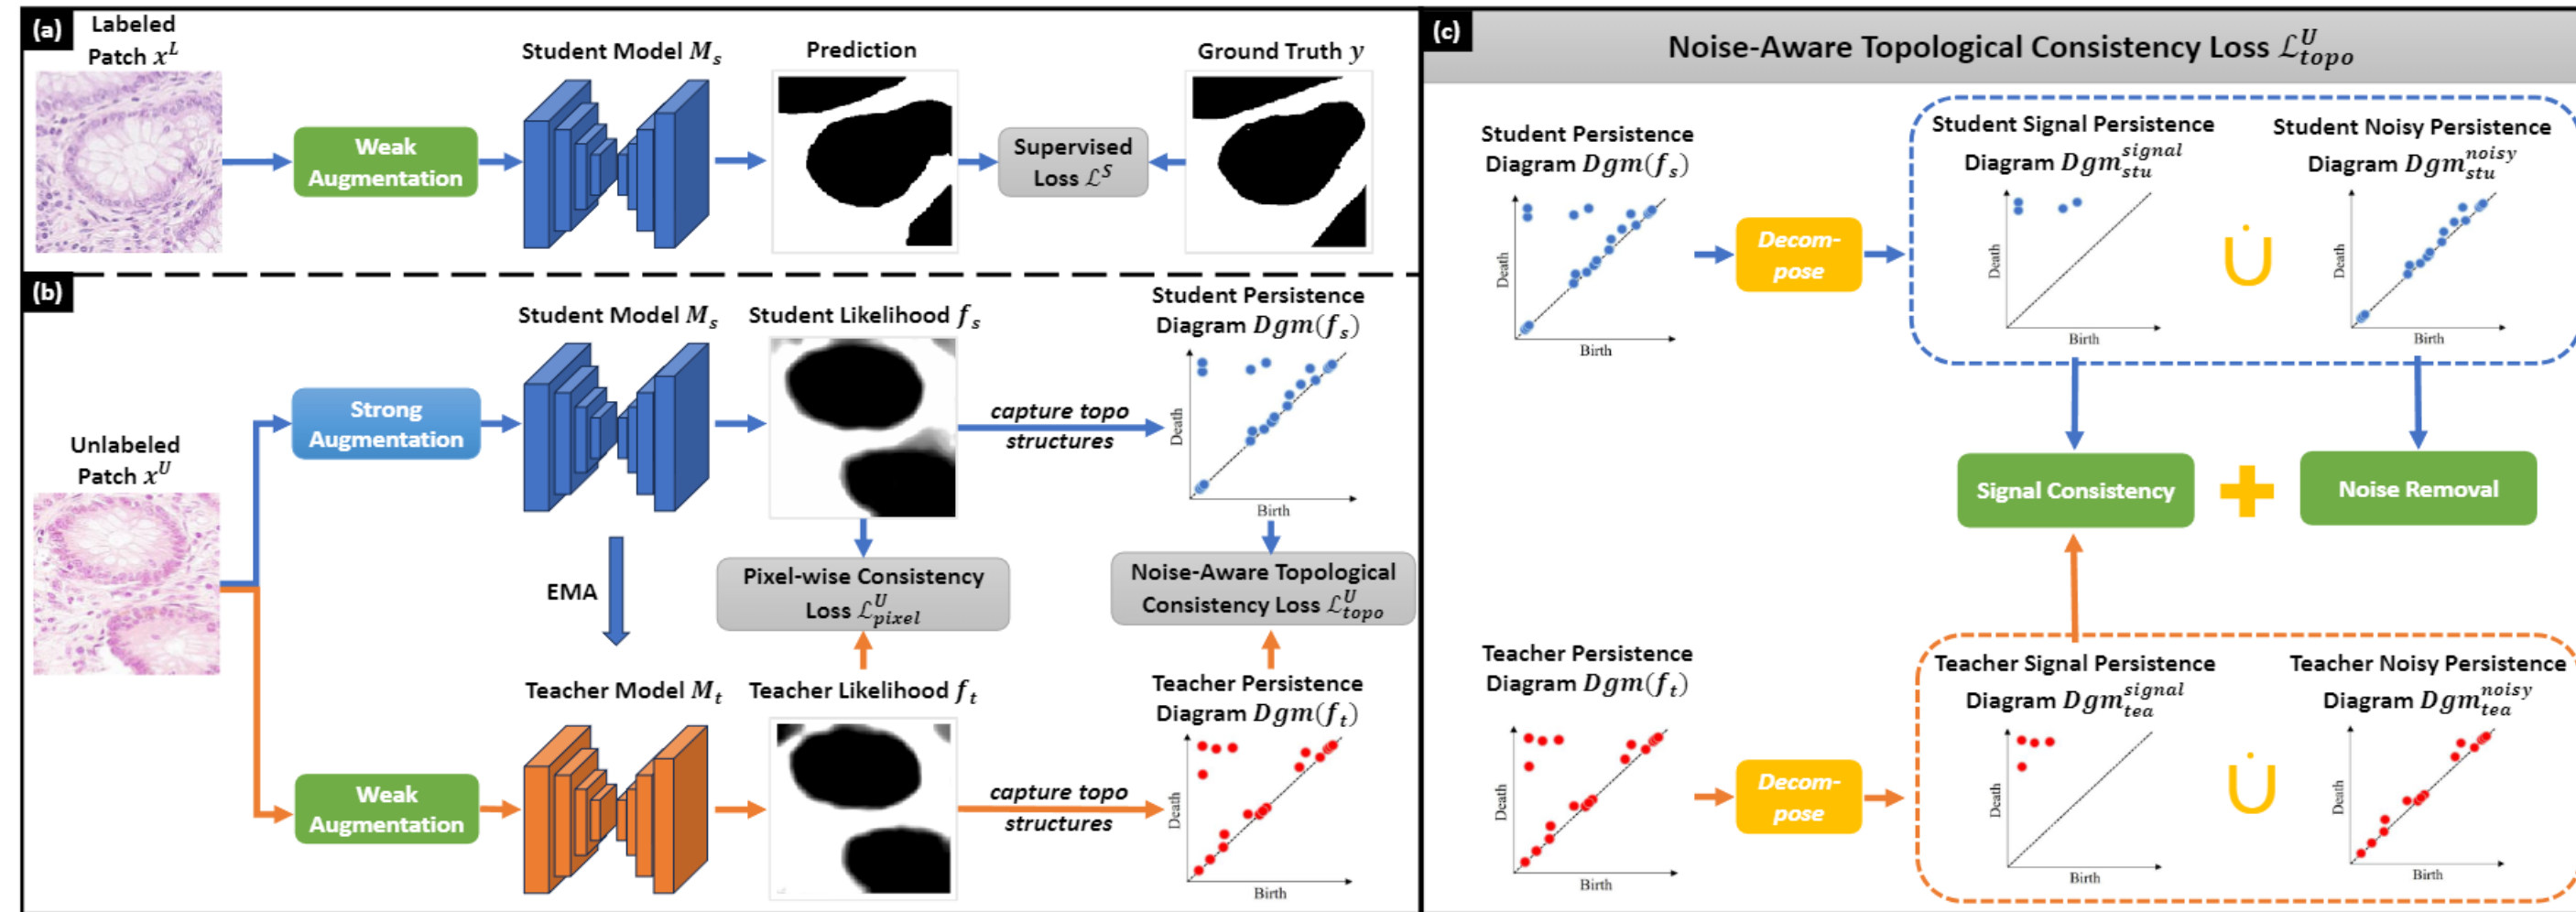 (a)
Labeled
Patch x^L
Weak
Augmentation
Student Model M_s
Prediction
Supervised
Loss ℒ^S
Ground Truth y
(b)
Unlabeled
Patch x^U
Strong
Augmentation
Student Model M_s
Student Likelihood f_s
capture topo
structures
Student Persistence
Diagram Dgm(f_s)
Death
Birth
EMA
Pixel-wise Consistency
Loss ℒ^U_pixel
Noise-Aware Topological
Consistency Loss ℒ^U_topo
Weak
Augmentation
Teacher Model M_t
Teacher Likelihood f_t
capture topo
structures
Teacher Persistence
Diagram Dgm(f_t)
Death
Birth
(c)
Noise-Aware Topological Consistency Loss ℒ^U_topo
Student Persistence
Diagram Dgm(f_s)
Death
Birth
Decom-
pose
Student Signal Persistence
Diagram Dgm^signal_stu
Death
Birth
∪̇
Student Noisy Persistence
Diagram Dgm^noisy_stu
Death
Birth
Signal Consistency
+
Noise Removal
Teacher Persistence
Diagram Dgm(f_t)
Death
Birth
Decom-
pose
Teacher Signal Persistence
Diagram Dgm^signal_tea
Death
Birth
∪̇
Teacher Noisy Persistence
Diagram Dgm^noisy_tea
Death
Birth